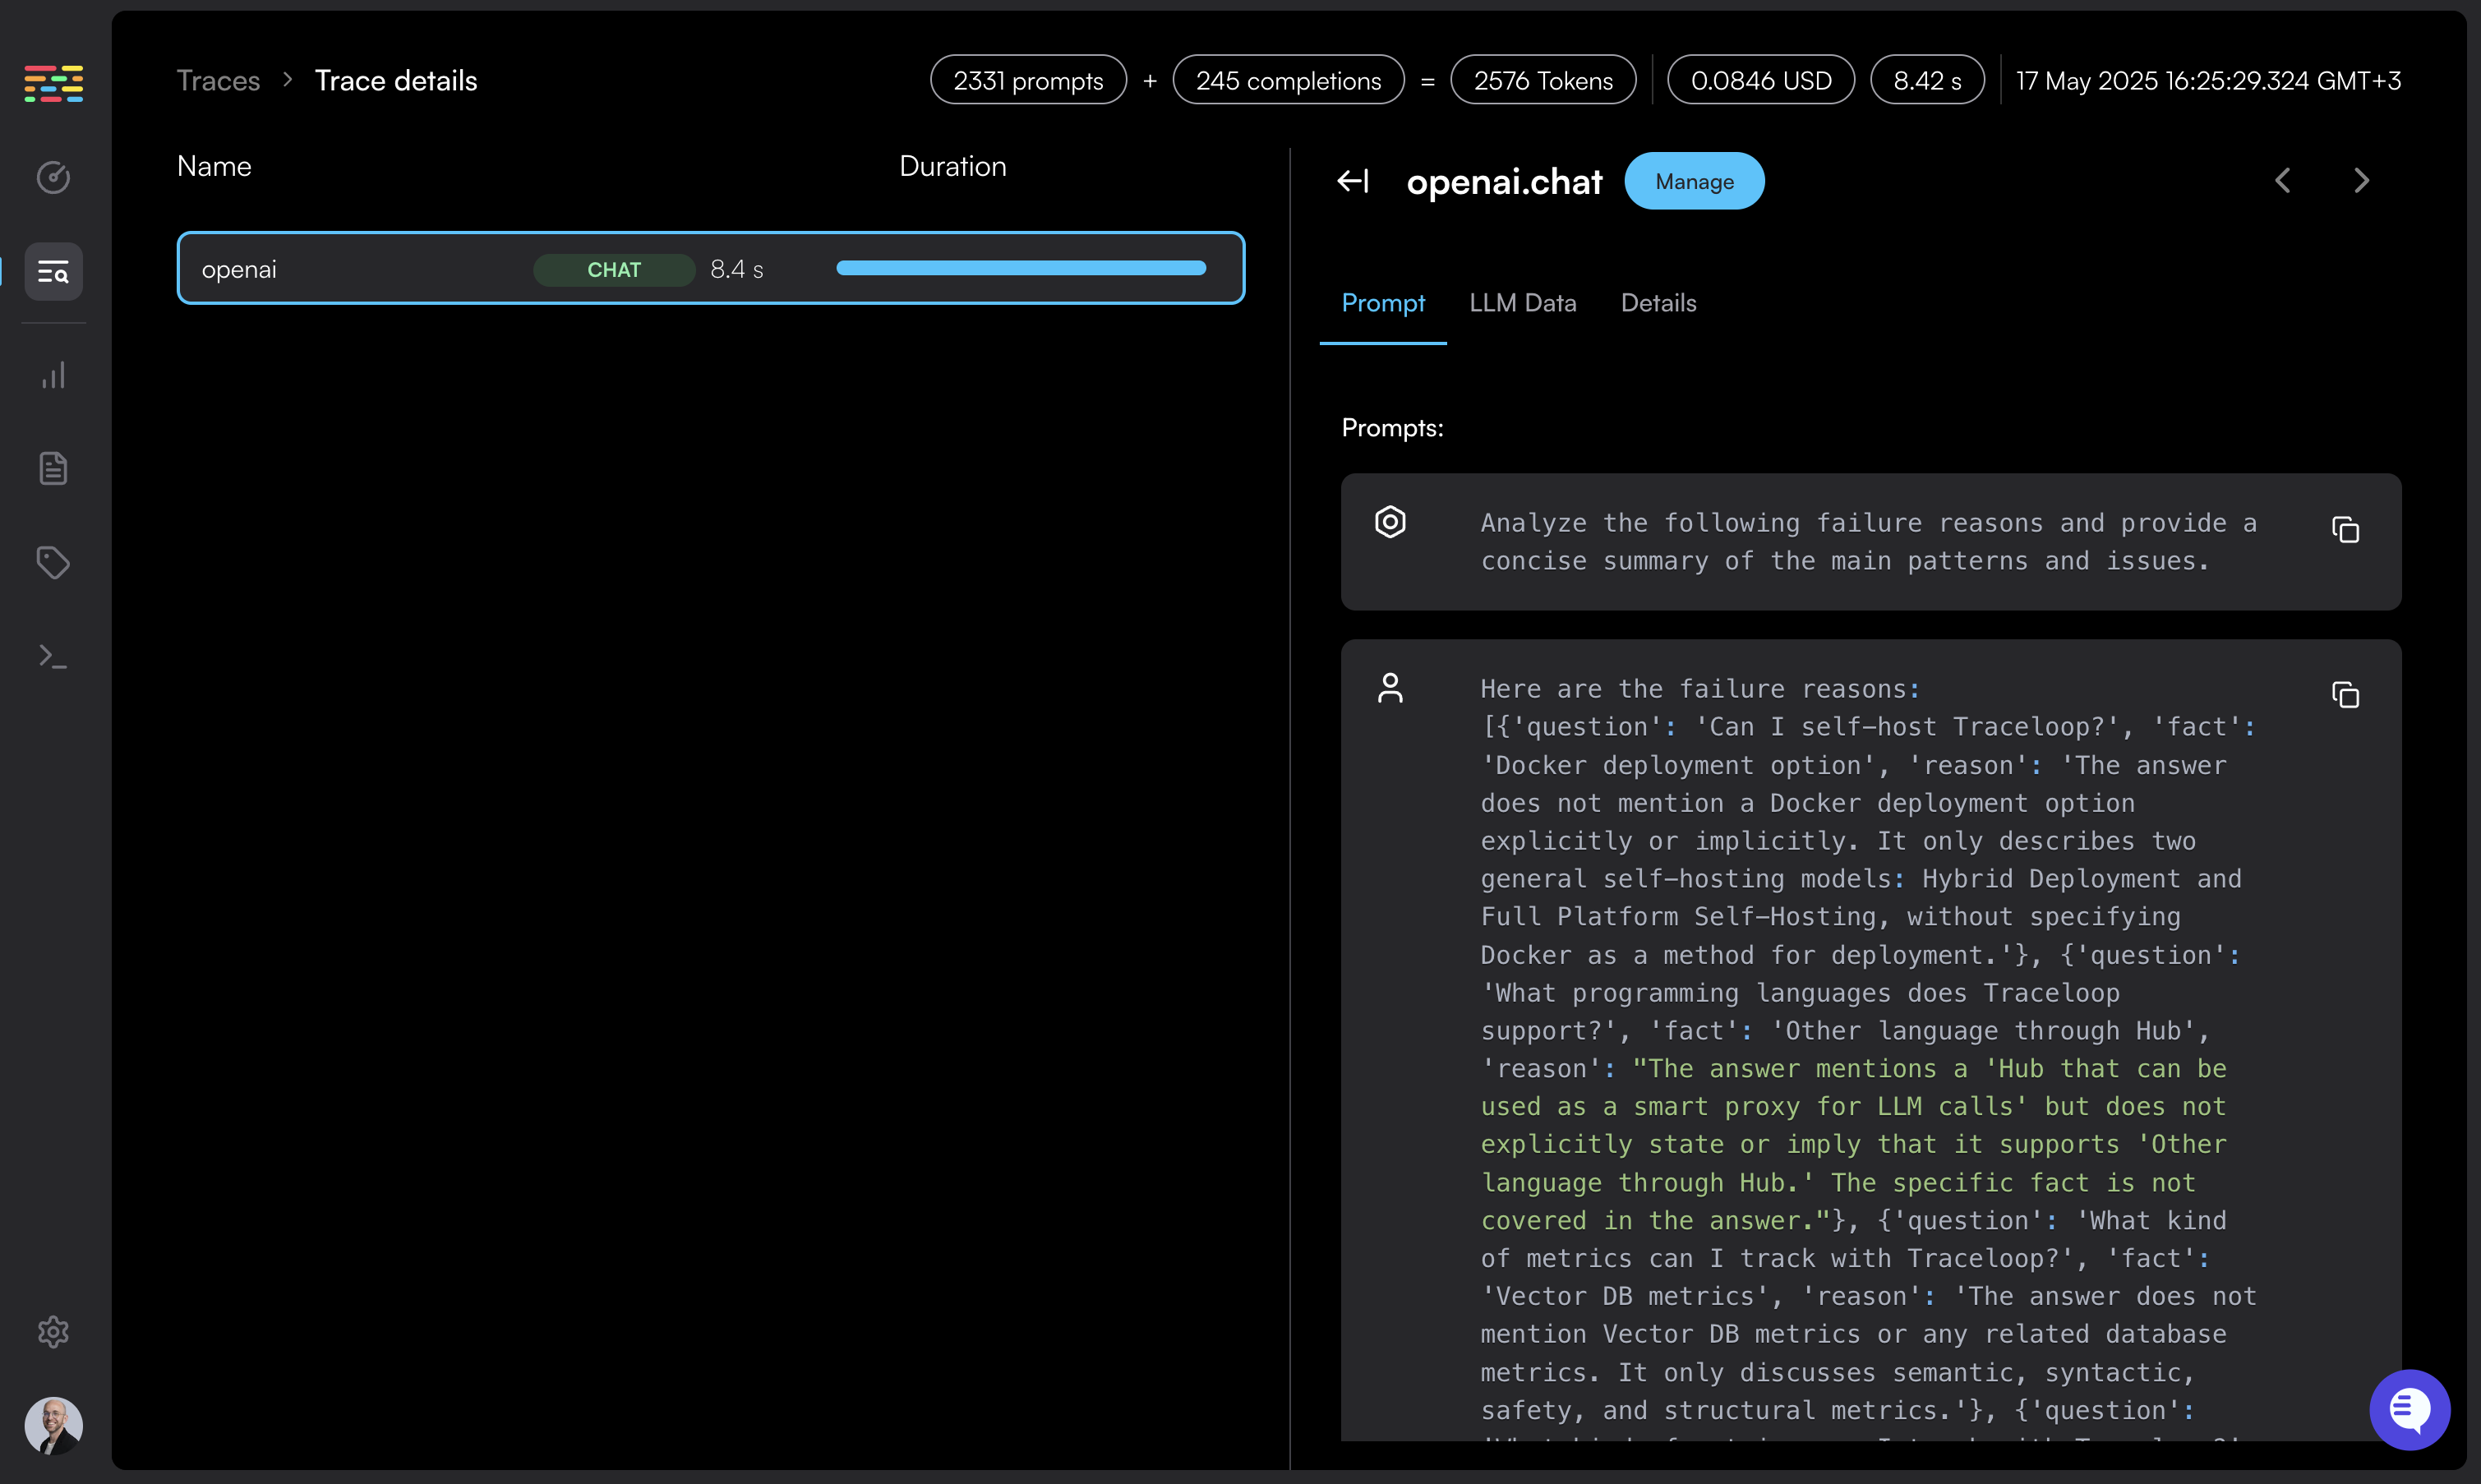 Traces > Trace details
2331 prompts + 245 completions = 2576 Tokens
0.0846 USD
8.42 s
17 May 2025 16:25:29.324 GMT+3
Name
Duration
openai
CHAT
8.4 s
openai.chat
Manage
Prompt
LLM Data
Details
Prompts:
Analyze the following failure reasons and provide a
concise summary of the main patterns and issues.
Here are the failure reasons:
[{'question': 'Can I self-host Traceloop?', 'fact':
'Docker deployment option', 'reason': 'The answer
does not mention a Docker deployment option
explicitly or implicitly. It only describes two
general self-hosting models: Hybrid Deployment and
Full Platform Self-Hosting, without specifying
Docker as a method for deployment.'}, {'question':
'What programming languages does Traceloop
support?', 'fact': 'Other language through Hub',
'reason': "The answer mentions a 'Hub that can be
used as a smart proxy for LLM calls' but does not
explicitly state or imply that it supports 'Other
language through Hub.' The specific fact is not
covered in the answer."}, {'question': 'What kind
of metrics can I track with Traceloop?', 'fact':
'Vector DB metrics', 'reason': 'The answer does not
mention Vector DB metrics or any related database
metrics. It only discusses semantic, syntactic,
safety, and structural metrics.'}, {'question':